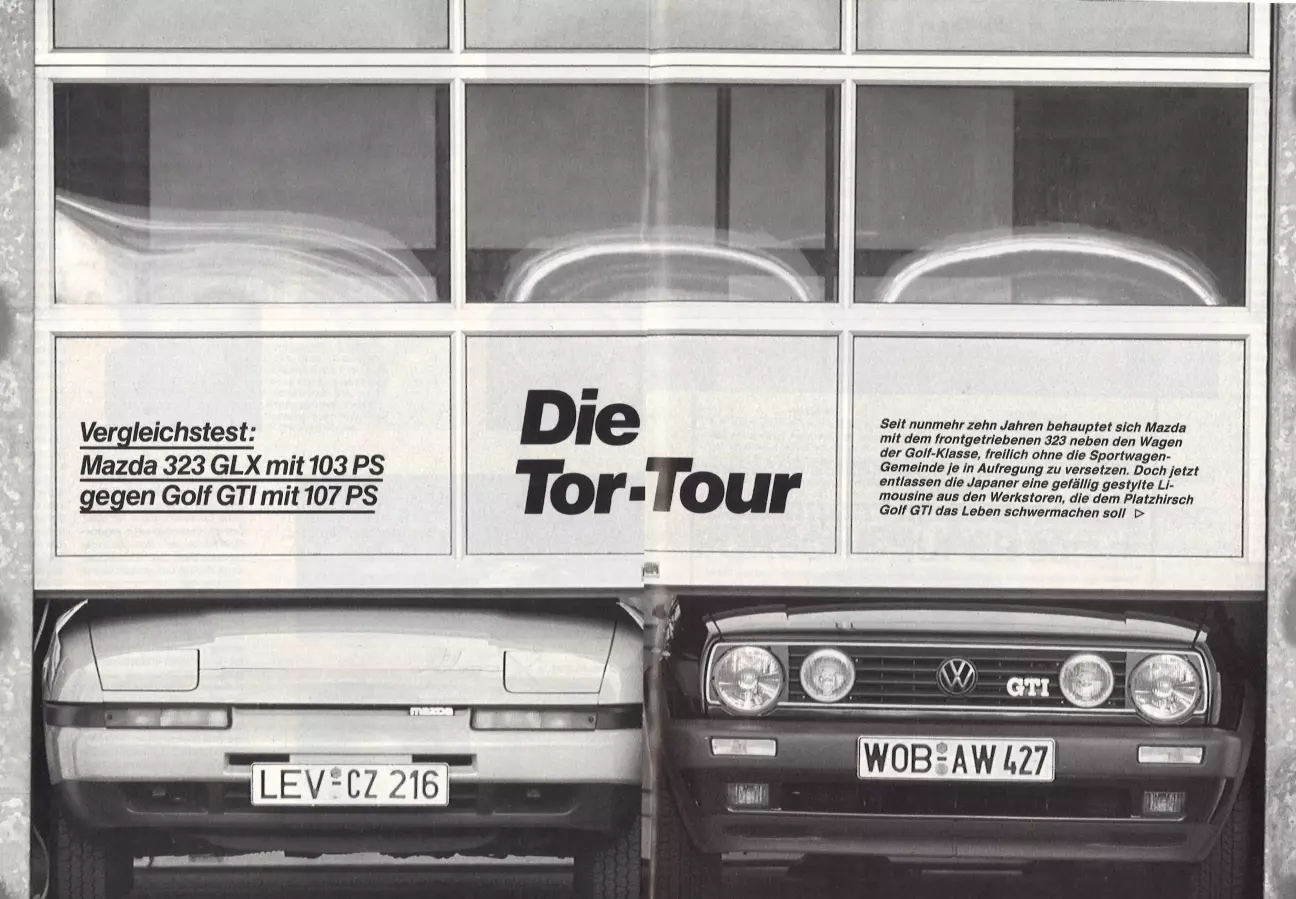 Vergleichstest:
Mazda 323 GLX mit 103 PS
gegen Golf GTI mit 107 PS
Die
Tor-Tour
Seit nunmehr zehn Jahren behauptet sich Mazda
mit dem frontgetriebenen 323 neben den Wagen
der Golf-Klasse, freilich ohne die Sportwagen-
Gemeinde je in Aufregung zu versetzen. Doch jetzt
entlassen die Japaner eine gefällig gestylte Li-
mousine aus den Werkstoren, die dem Platzhirsch
Golf GTI das Leben schwermachen soll ▷
mazda
LEV-CZ 216
GTI
WOB-AW 427